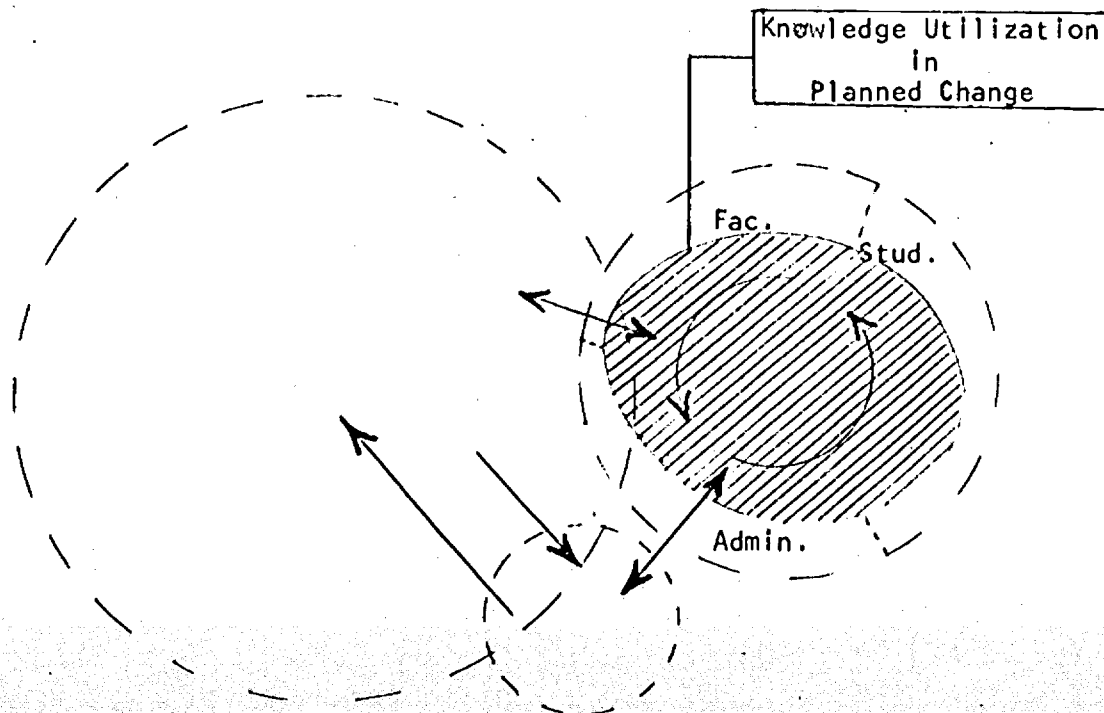 Knowledge Utilization
in
Planned Change
Fac.
Stud.
Admin.